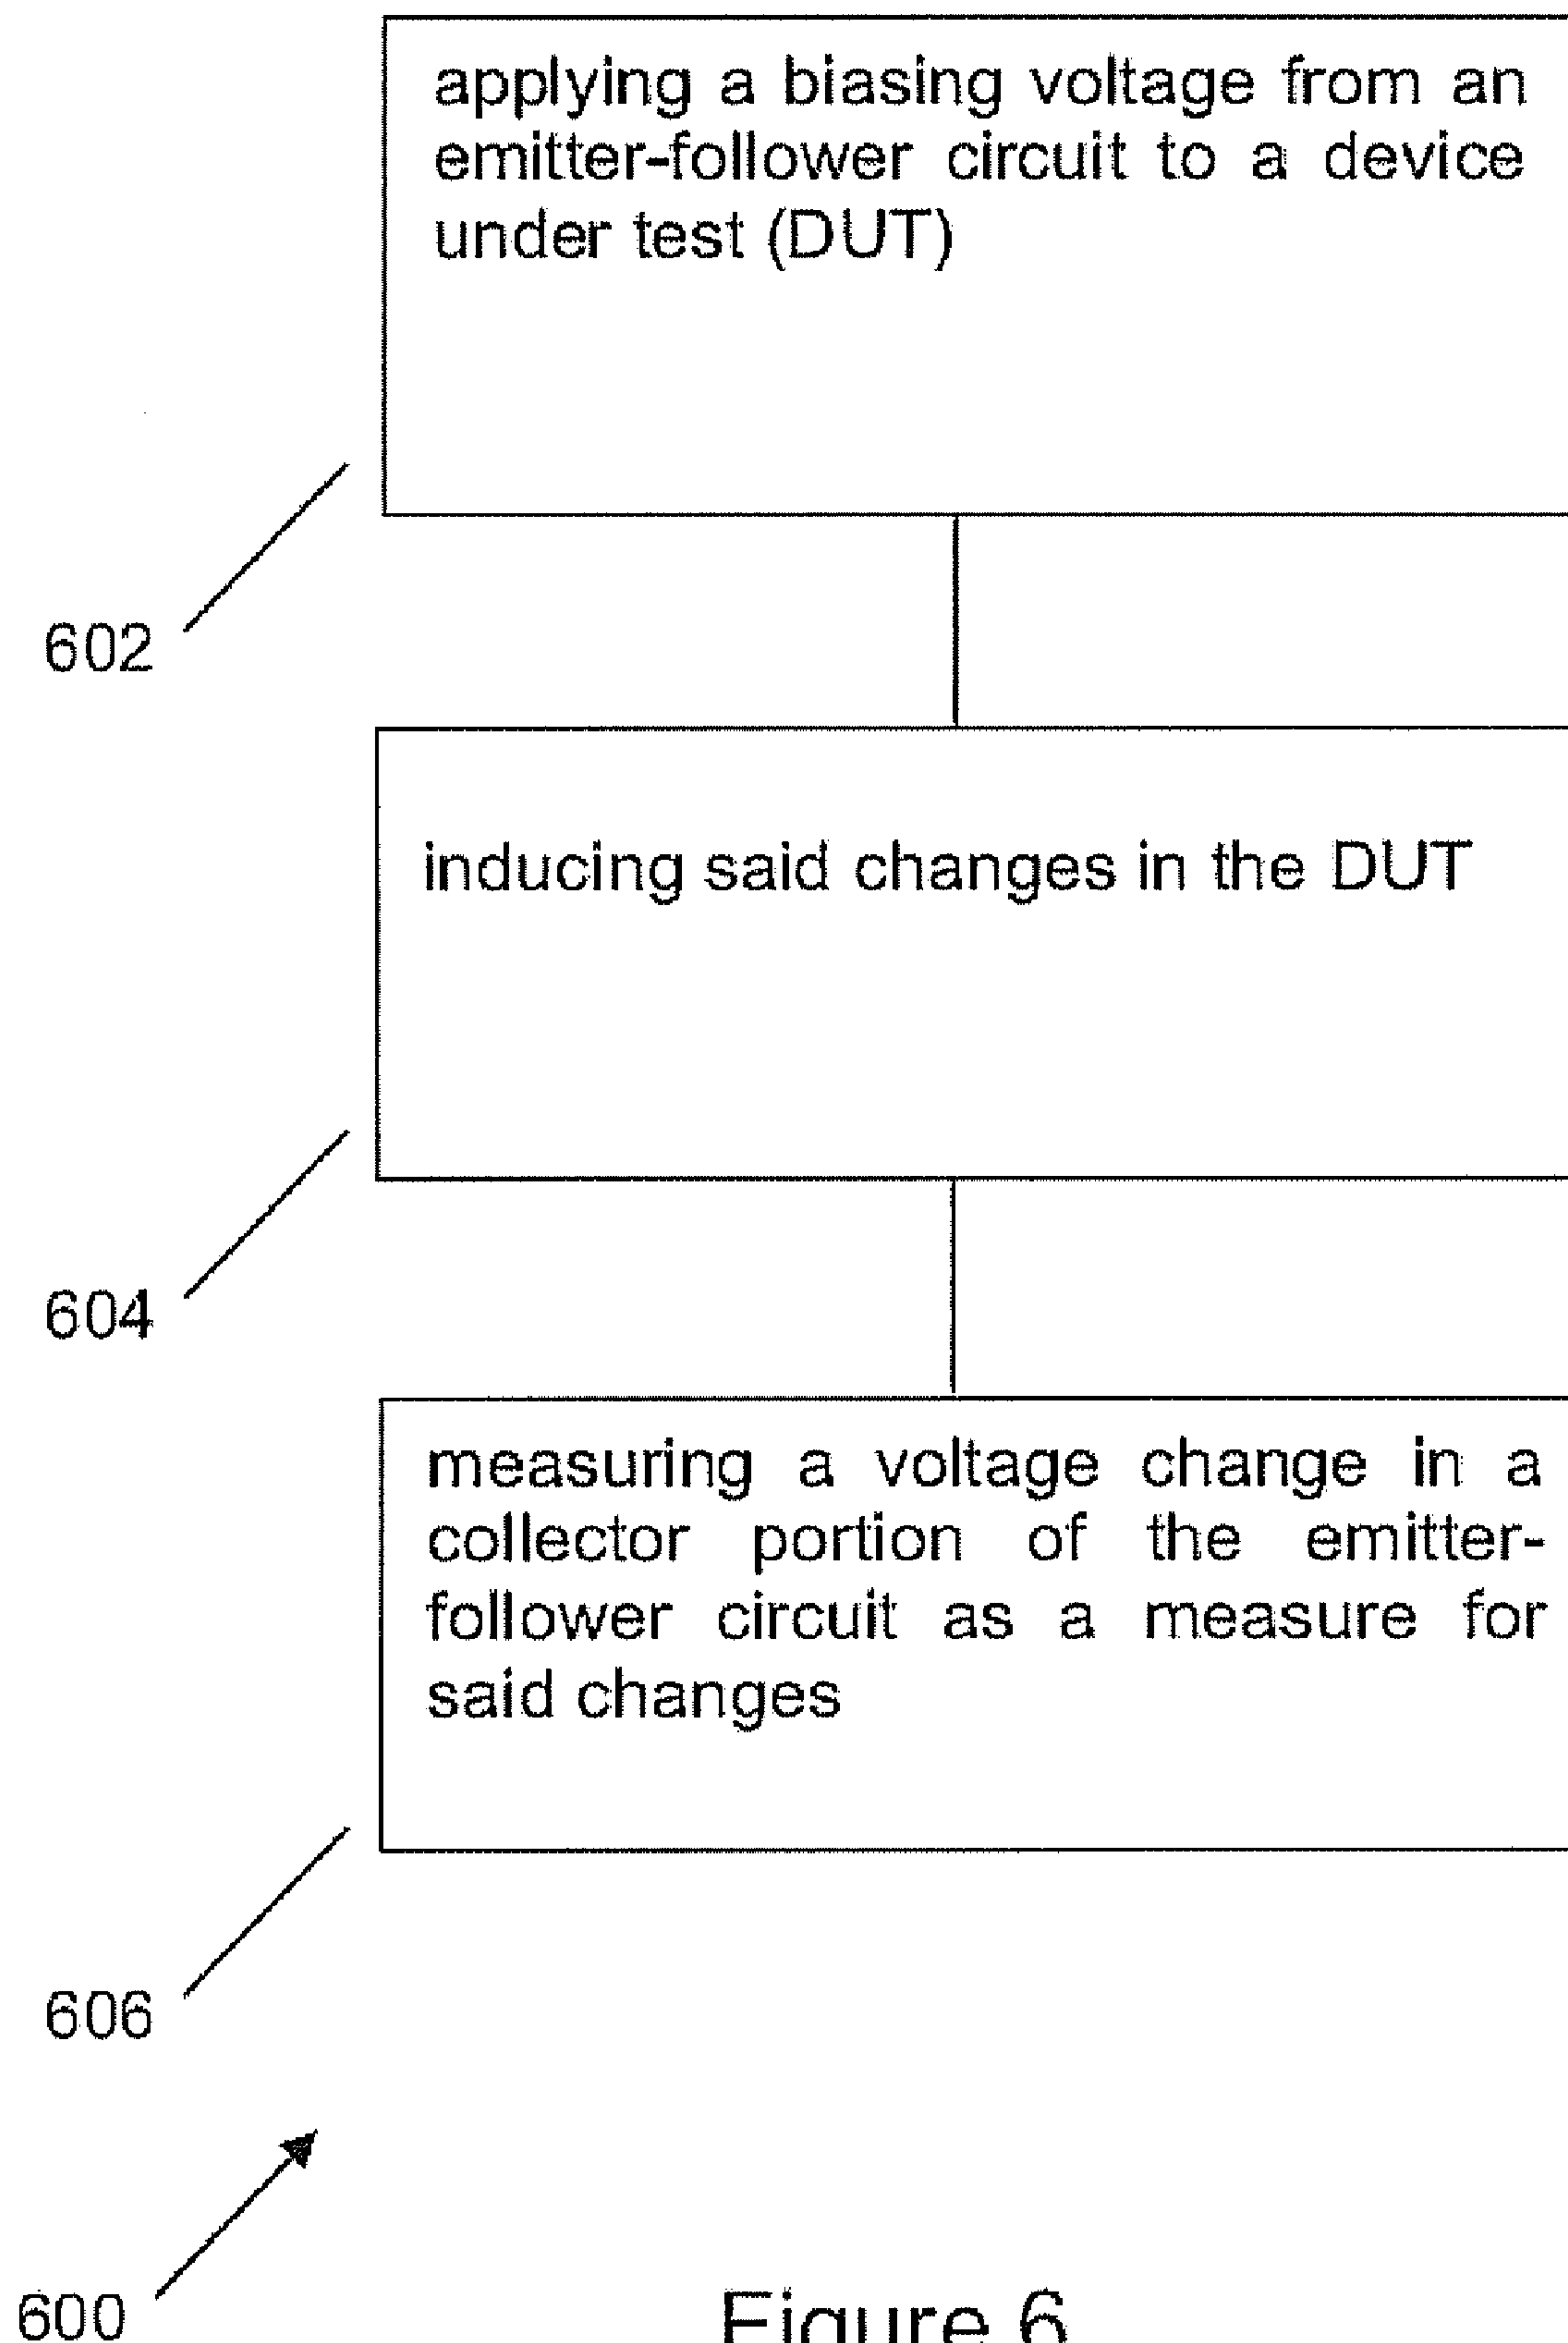 applying a biasing voltage from an
emitter-follower circuit to a device
under test (DUT)
602
inducing said changes in the DUT
604
measuring a voltage change in a
collector portion of the emitter-
follower circuit as a measure for
said changes
606
600
Figure 6